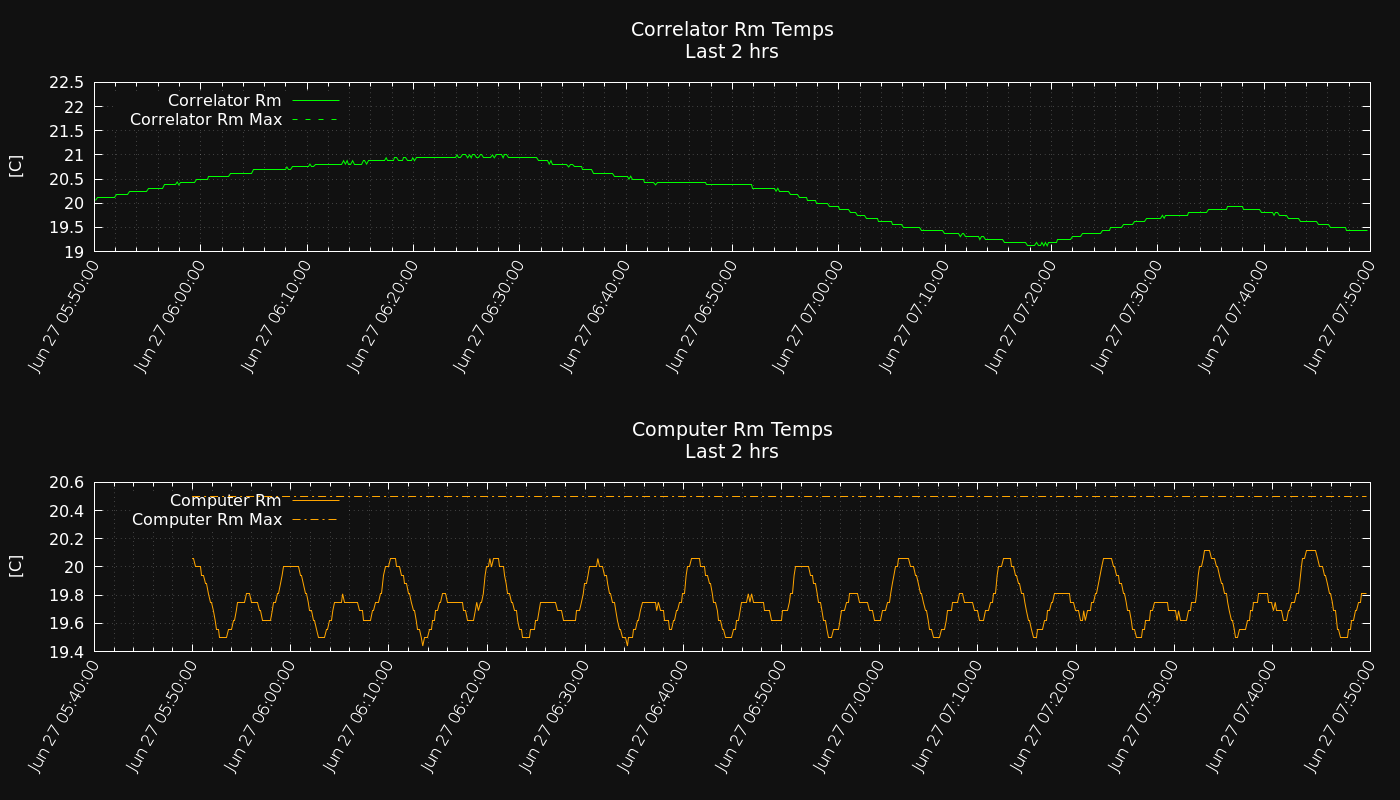 Correlator Rm Temps
Last 2 hrs
22.5
22
21.5
21
20.5
20
19.5
19
[C]
Correlator Rm
Correlator Rm Max
Jun 27 05:50:00
Jun 27 06:00:00
Jun 27 06:10:00
Jun 27 06:20:00
Jun 27 06:30:00
Jun 27 06:40:00
Jun 27 06:50:00
Jun 27 07:00:00
Jun 27 07:10:00
Jun 27 07:20:00
Jun 27 07:30:00
Jun 27 07:40:00
Jun 27 07:50:00
Computer Rm Temps
Last 2 hrs
20.6
20.4
20.2
20
19.8
19.6
19.4
[C]
Computer Rm
Computer Rm Max
Jun 27 05:40:00
Jun 27 05:50:00
Jun 27 06:00:00
Jun 27 06:10:00
Jun 27 06:20:00
Jun 27 06:30:00
Jun 27 06:40:00
Jun 27 06:50:00
Jun 27 07:00:00
Jun 27 07:10:00
Jun 27 07:20:00
Jun 27 07:30:00
Jun 27 07:40:00
Jun 27 07:50:00